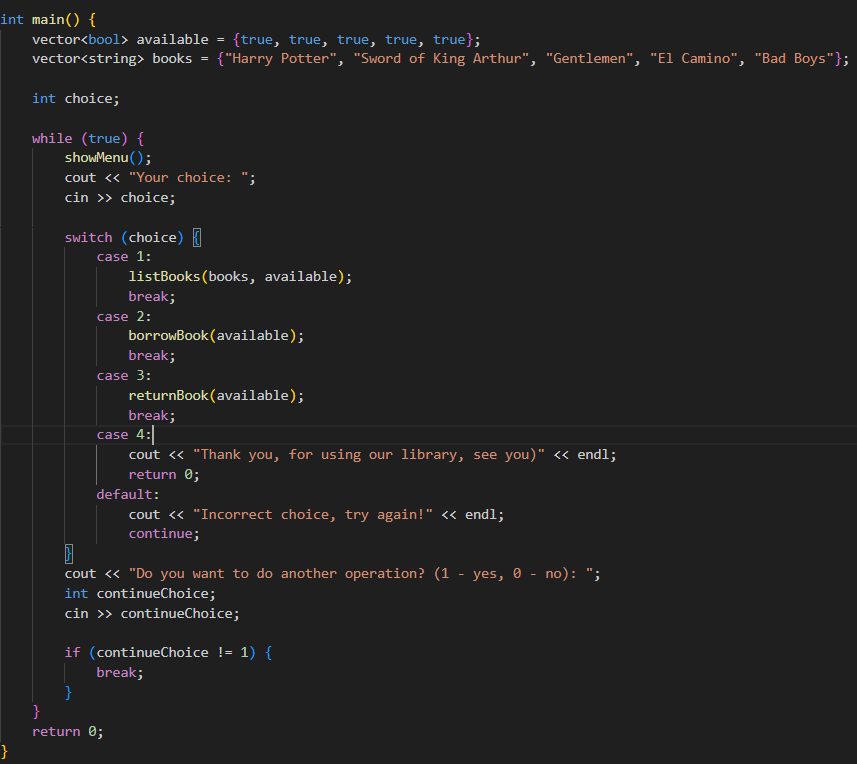 int main() {
    vector<bool> available = {true, true, true, true, true};
    vector<string> books = {"Harry Potter", "Sword of King Arthur", "Gentlemen", "El Camino", "Bad Boys"};

    int choice;

    while (true) {
        showMenu();
        cout << "Your choice: ";
        cin >> choice;

        switch (choice) {
            case 1:
                listBooks(books, available);
                break;
            case 2:
                borrowBook(available);
                break;
            case 3:
                returnBook(available);
                break;
            case 4:
                cout << "Thank you, for using our library, see you)" << endl;
                return 0;
            default:
                cout << "Incorrect choice, try again!" << endl;
                continue;
        }
        cout << "Do you want to do another operation? (1 - yes, 0 - no): ";
        int continueChoice;
        cin >> continueChoice;

        if (continueChoice != 1) {
            break;
        }
    }
    return 0;
}